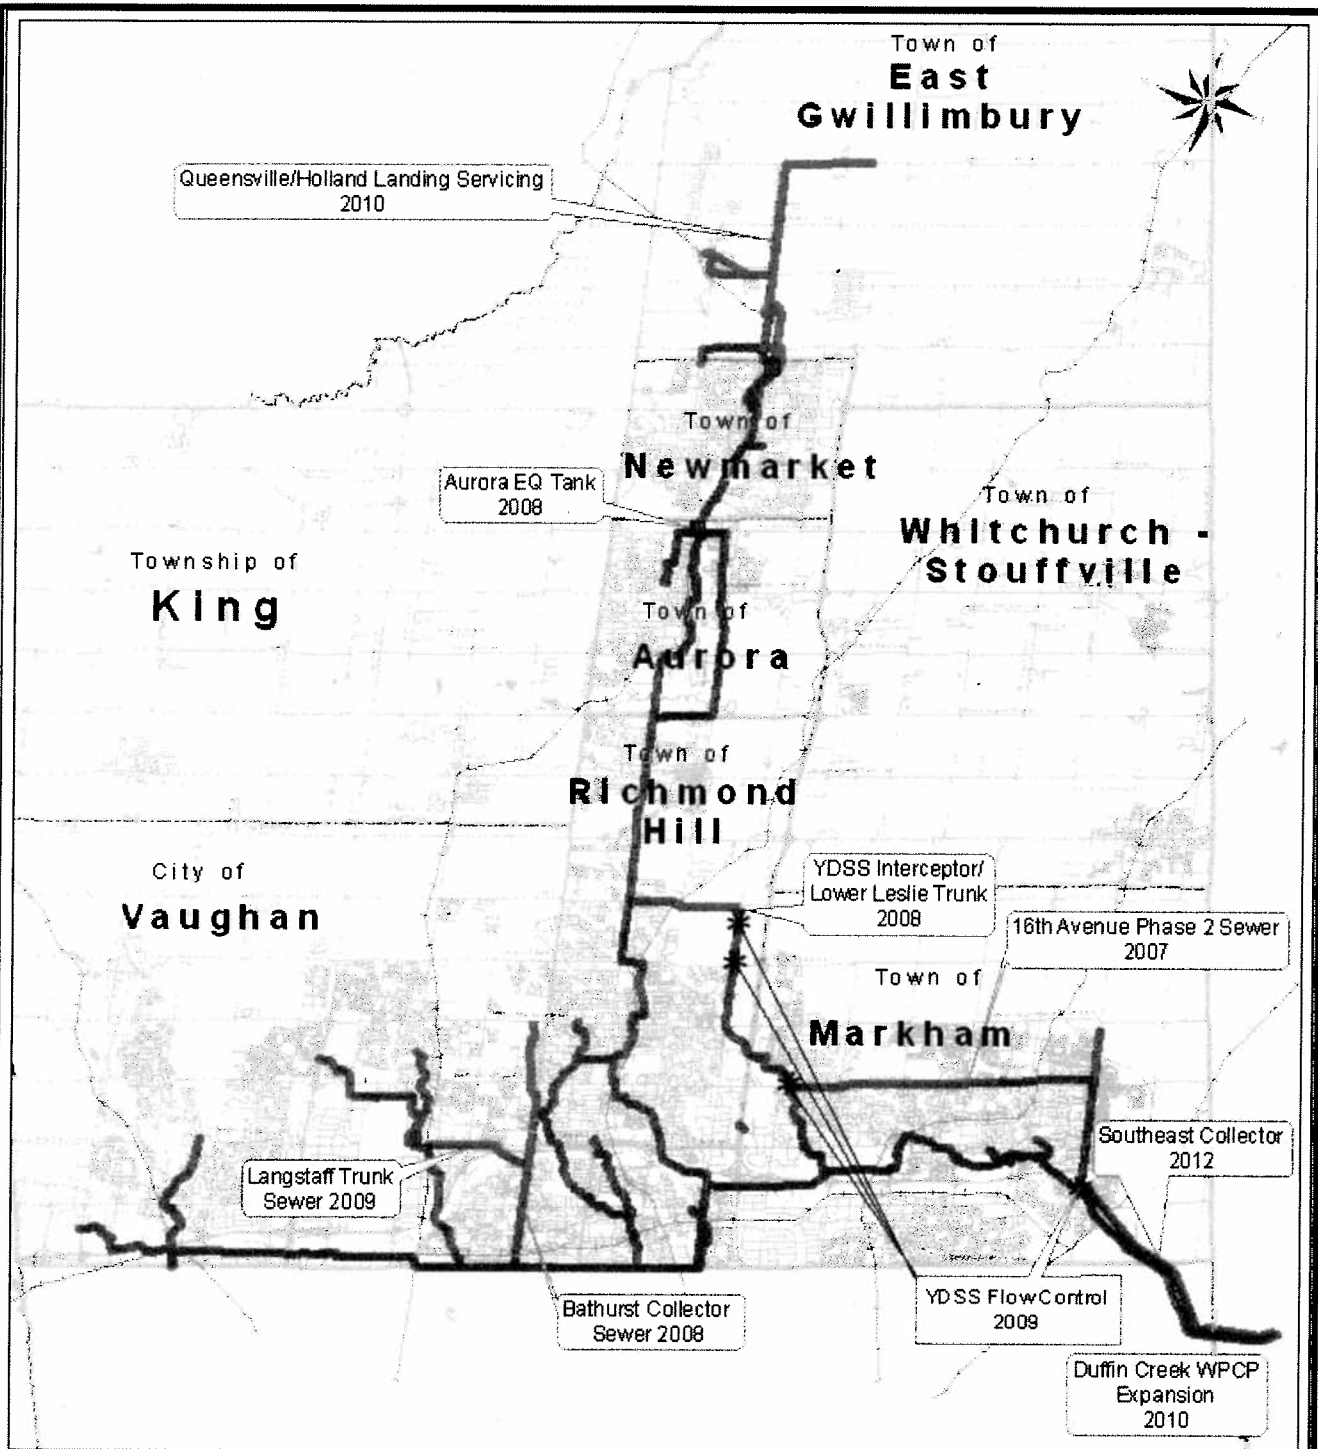 Town of
East
Gwillimbury
Queensville/Holland Landing Servicing
2010
Town of
Newmarket
Aurora EQ Tank
2008
Town of
Whitchurch -
Stouffville
Township of
King
Town of
Aurora
Town of
Richmond
Hill
City of
Vaughan
YDSS Interceptor/
Lower Leslie Trunk
2008
16th Avenue Phase 2 Sewer
2007
Town of
Markham
Southeast Collector
2012
Langstaff Trunk
Sewer 2009
Bathurst Collector
Sewer 2008
YDSS Flow Control
2009
Duffin Creek WPCP
Expansion
2010